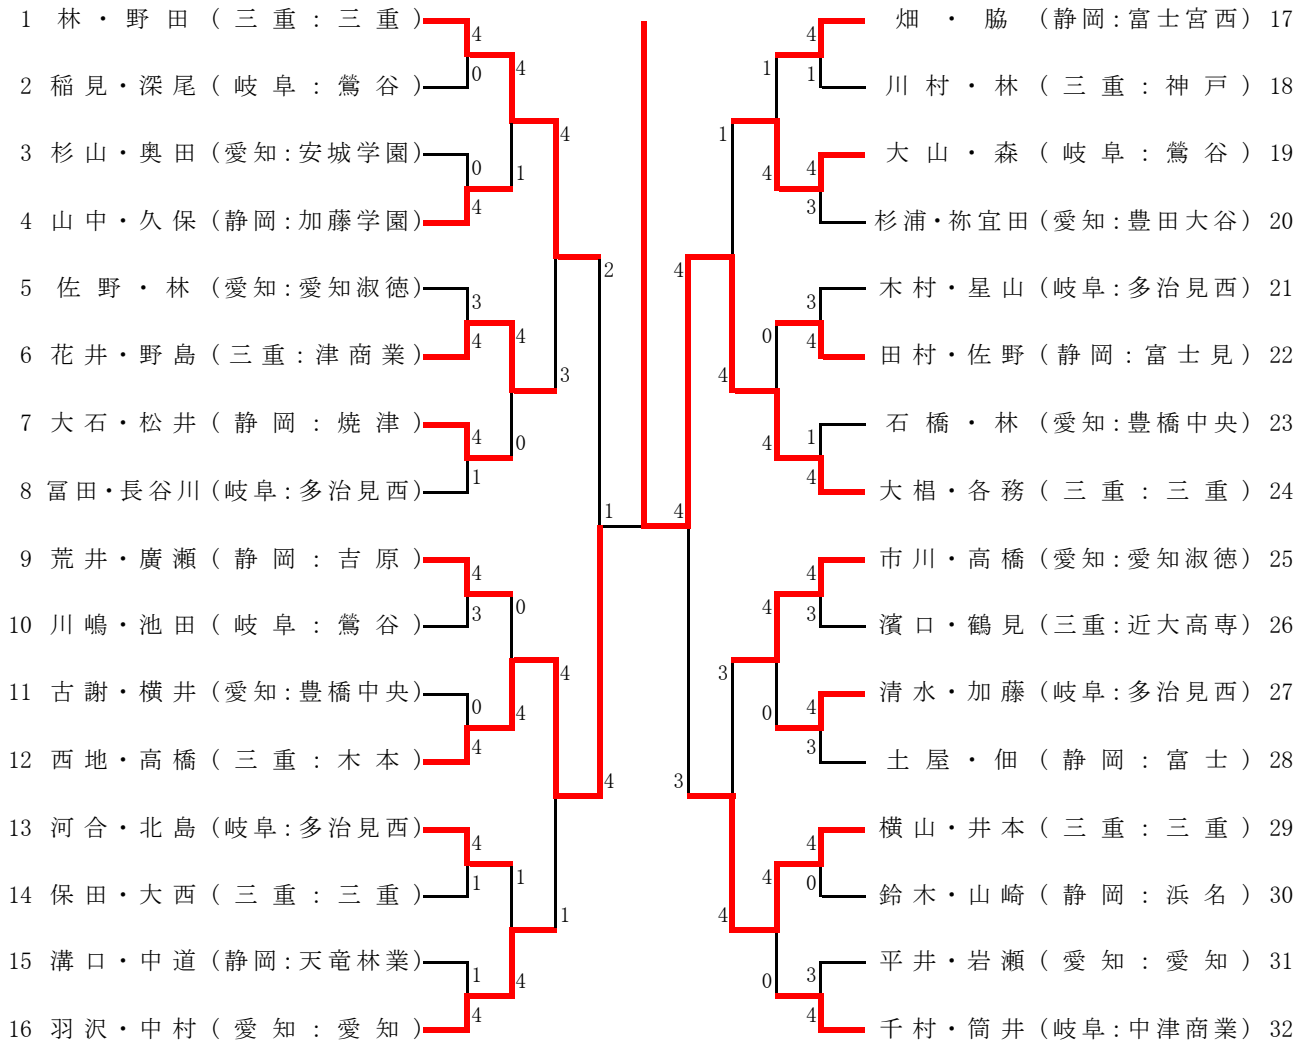 1 林・野田 (三重:三重)
2 稲見・深尾 (岐阜:鶯谷)
3 杉山・奥田 (愛知:安城学園)
4 山中・久保 (静岡:加藤学園)
5 佐野・林 (愛知:愛知淑徳)
6 花井・野島 (三重:津商業)
7 大石・松井 (静岡:焼津)
8 冨田・長谷川 (岐阜:多治見西)
9 荒井・廣瀬 (静岡:吉原)
10 川嶋・池田 (岐阜:鶯谷)
11 古謝・横井 (愛知:豊橋中央)
12 西地・高橋 (三重:木本)
13 河合・北島 (岐阜:多治見西)
14 保田・大西 (三重:三重)
15 溝口・中道 (静岡:天竜林業)
16 羽沢・中村 (愛知:愛知)
4
0
0
4
3
4
4
1
4
3
0
4
4
1
1
4
4
1
4
0
0
4
1
4
4
3
4
1
2
4
1
4
4
3
1
4
3
4
1
4
0
4
4
0
4
0
4
1
4
3
3
4
1
4
4
3
4
3
4
0
3
4
畑・脇 (静岡:富士宮西) 17
川村・林 (三重:神戸) 18
大山・森 (岐阜:鶯谷) 19
杉浦・祢宜田 (愛知:豊田大谷) 20
木村・星山 (岐阜:多治見西) 21
田村・佐野 (静岡:富士見) 22
石橋・林 (愛知:豊橋中央) 23
大椙・各務 (三重:三重) 24
市川・高橋 (愛知:愛知淑徳) 25
濱口・鶴見 (三重:近大高専) 26
清水・加藤 (岐阜:多治見西) 27
土屋・佃 (静岡:富士) 28
横山・井本 (三重:三重) 29
鈴木・山崎 (静岡:浜名) 30
平井・岩瀬 (愛知:愛知) 31
千村・筒井 (岐阜:中津商業) 32